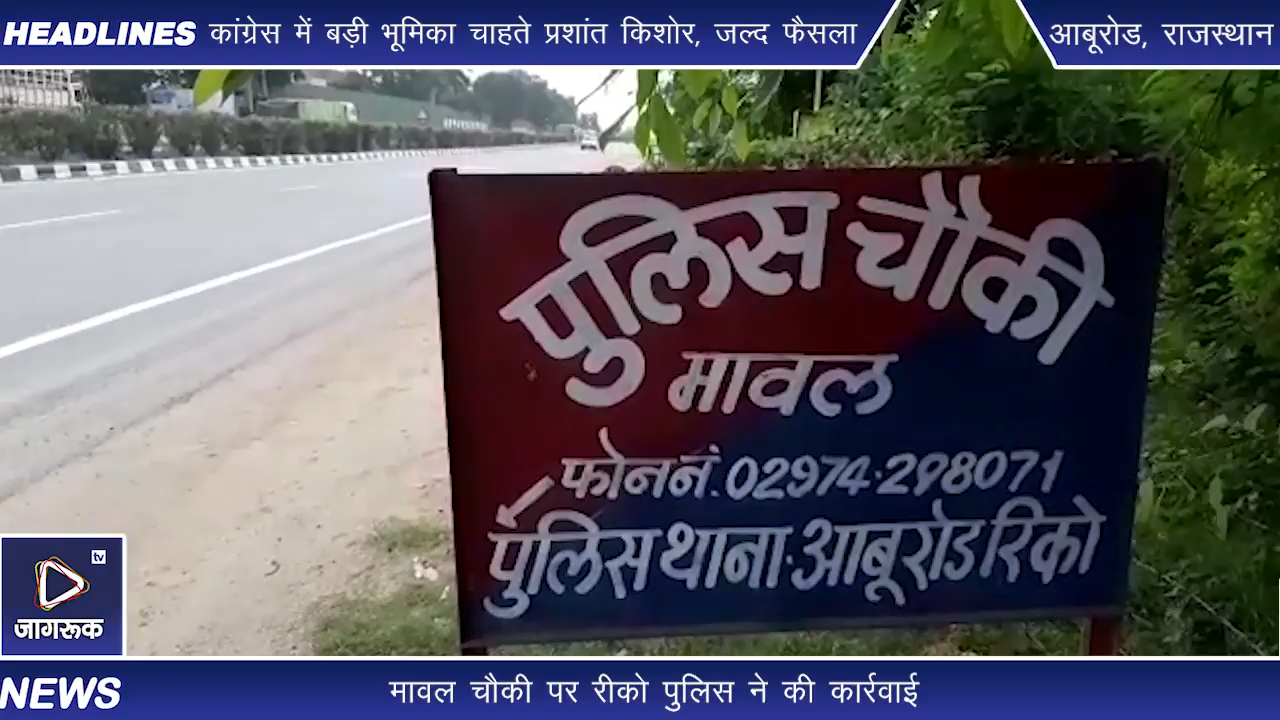 HEADLINES कांग्रेस में बड़ी भूमिका चाहते प्रशांत किशोर, जल्द फैसला
आबूरोड, राजस्थान
पुलिस चौकी
मावल
फोन नं. 02974-298071
पुलिस थाना-आबूरोड रिको
tv
जागरूक
NEWS मावल चौकी पर रीको पुलिस ने की कार्रवाई